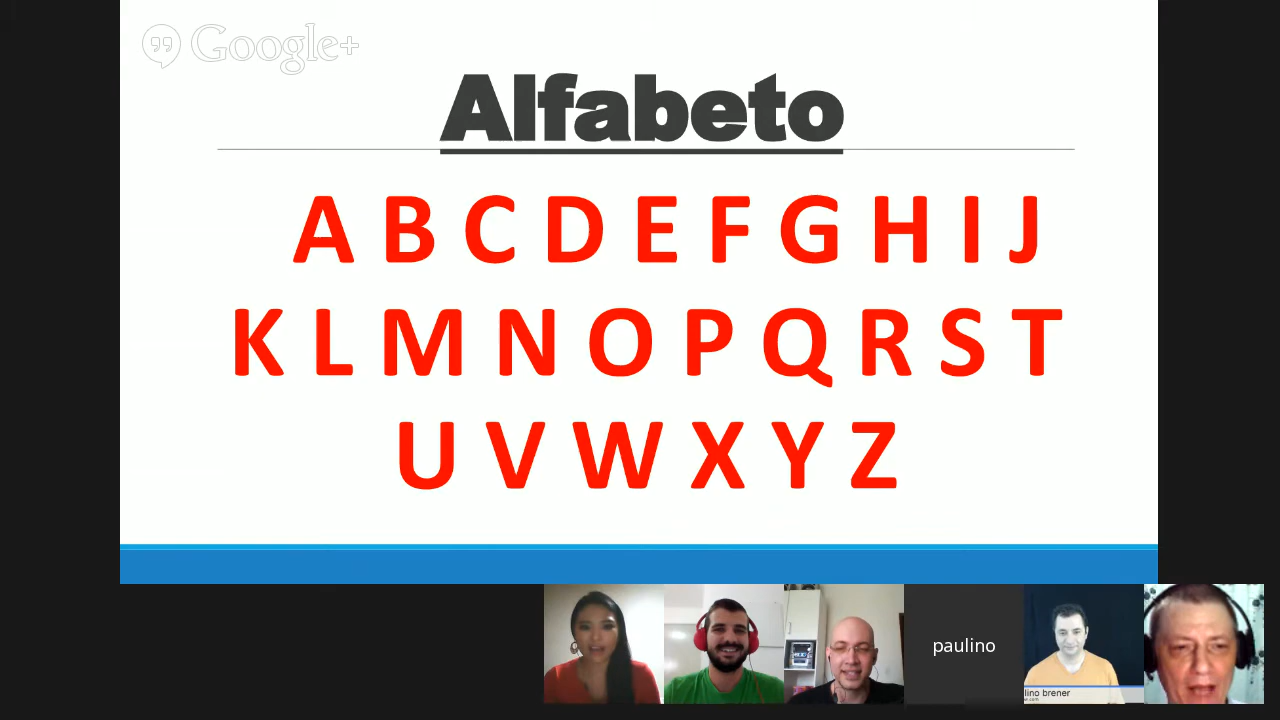 Google+
Alfabeto
A B C D E F G H I J
K L M N O P Q R S T
U V W X Y Z
paulino
lino brener